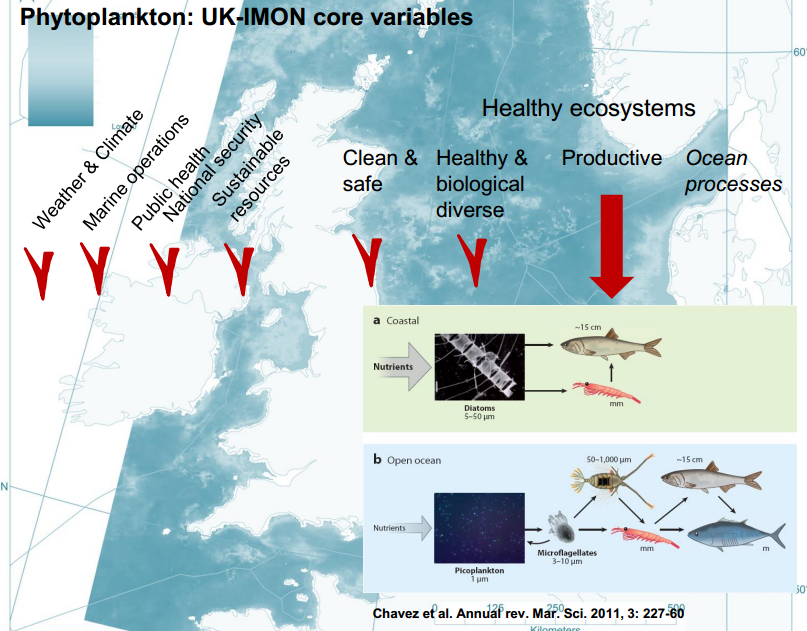 Phytoplankton: UK-IMON core variables
60°
Healthy ecosystems
Weather & Climate
Marine operations
Public health
National security
Sustainable
resources
Clean &
safe
Healthy &
biological
diverse
Productive
Ocean
processes
a Coastal
Nutrients
Diatoms
5–50 µm
~15 cm
mm
b Open ocean
Nutrients
Picoplankton
1 µm
Microflagellates
3–10 µm
50–1,000 µm
mm
~15 cm
m
N
50°
0 125 250 500
Chavez et al. Annual rev. Mar. Sci. 2011, 3: 227-60
Kilometers